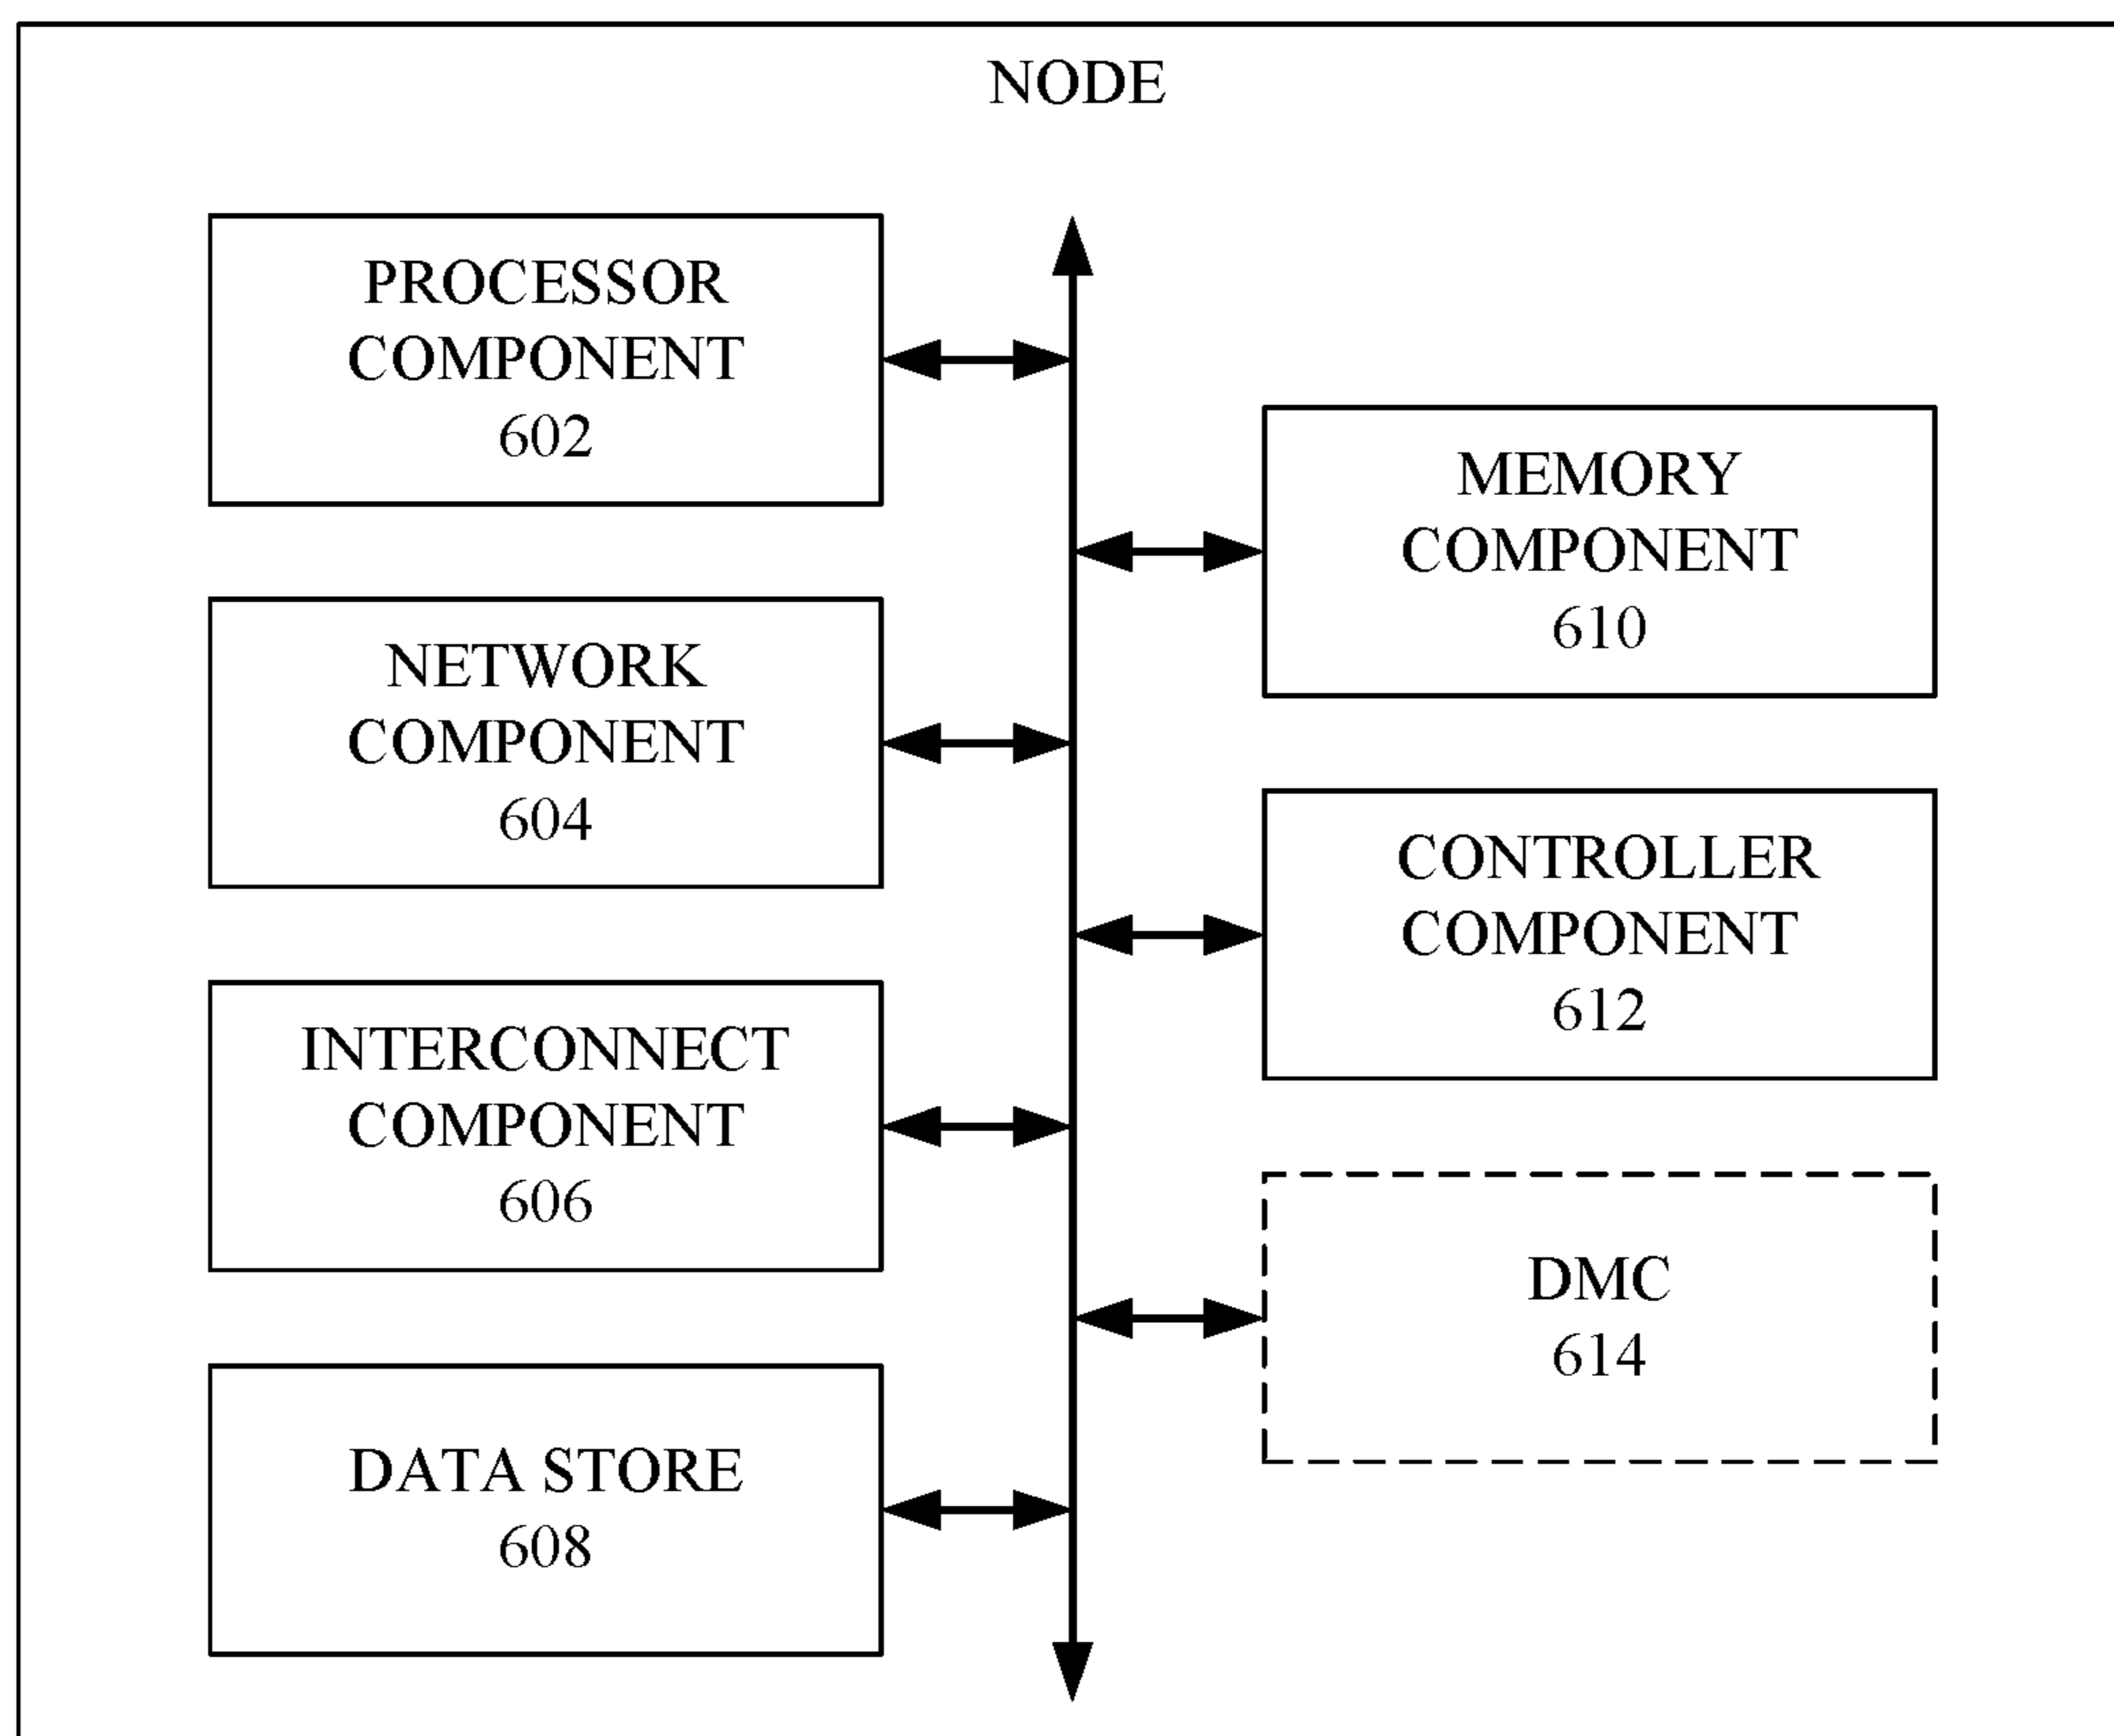 NODE
PROCESSOR
COMPONENT
602
NETWORK
COMPONENT
604
INTERCONNECT
COMPONENT
606
DATA STORE
608
MEMORY
COMPONENT
610
CONTROLLER
COMPONENT
612
DMC
614